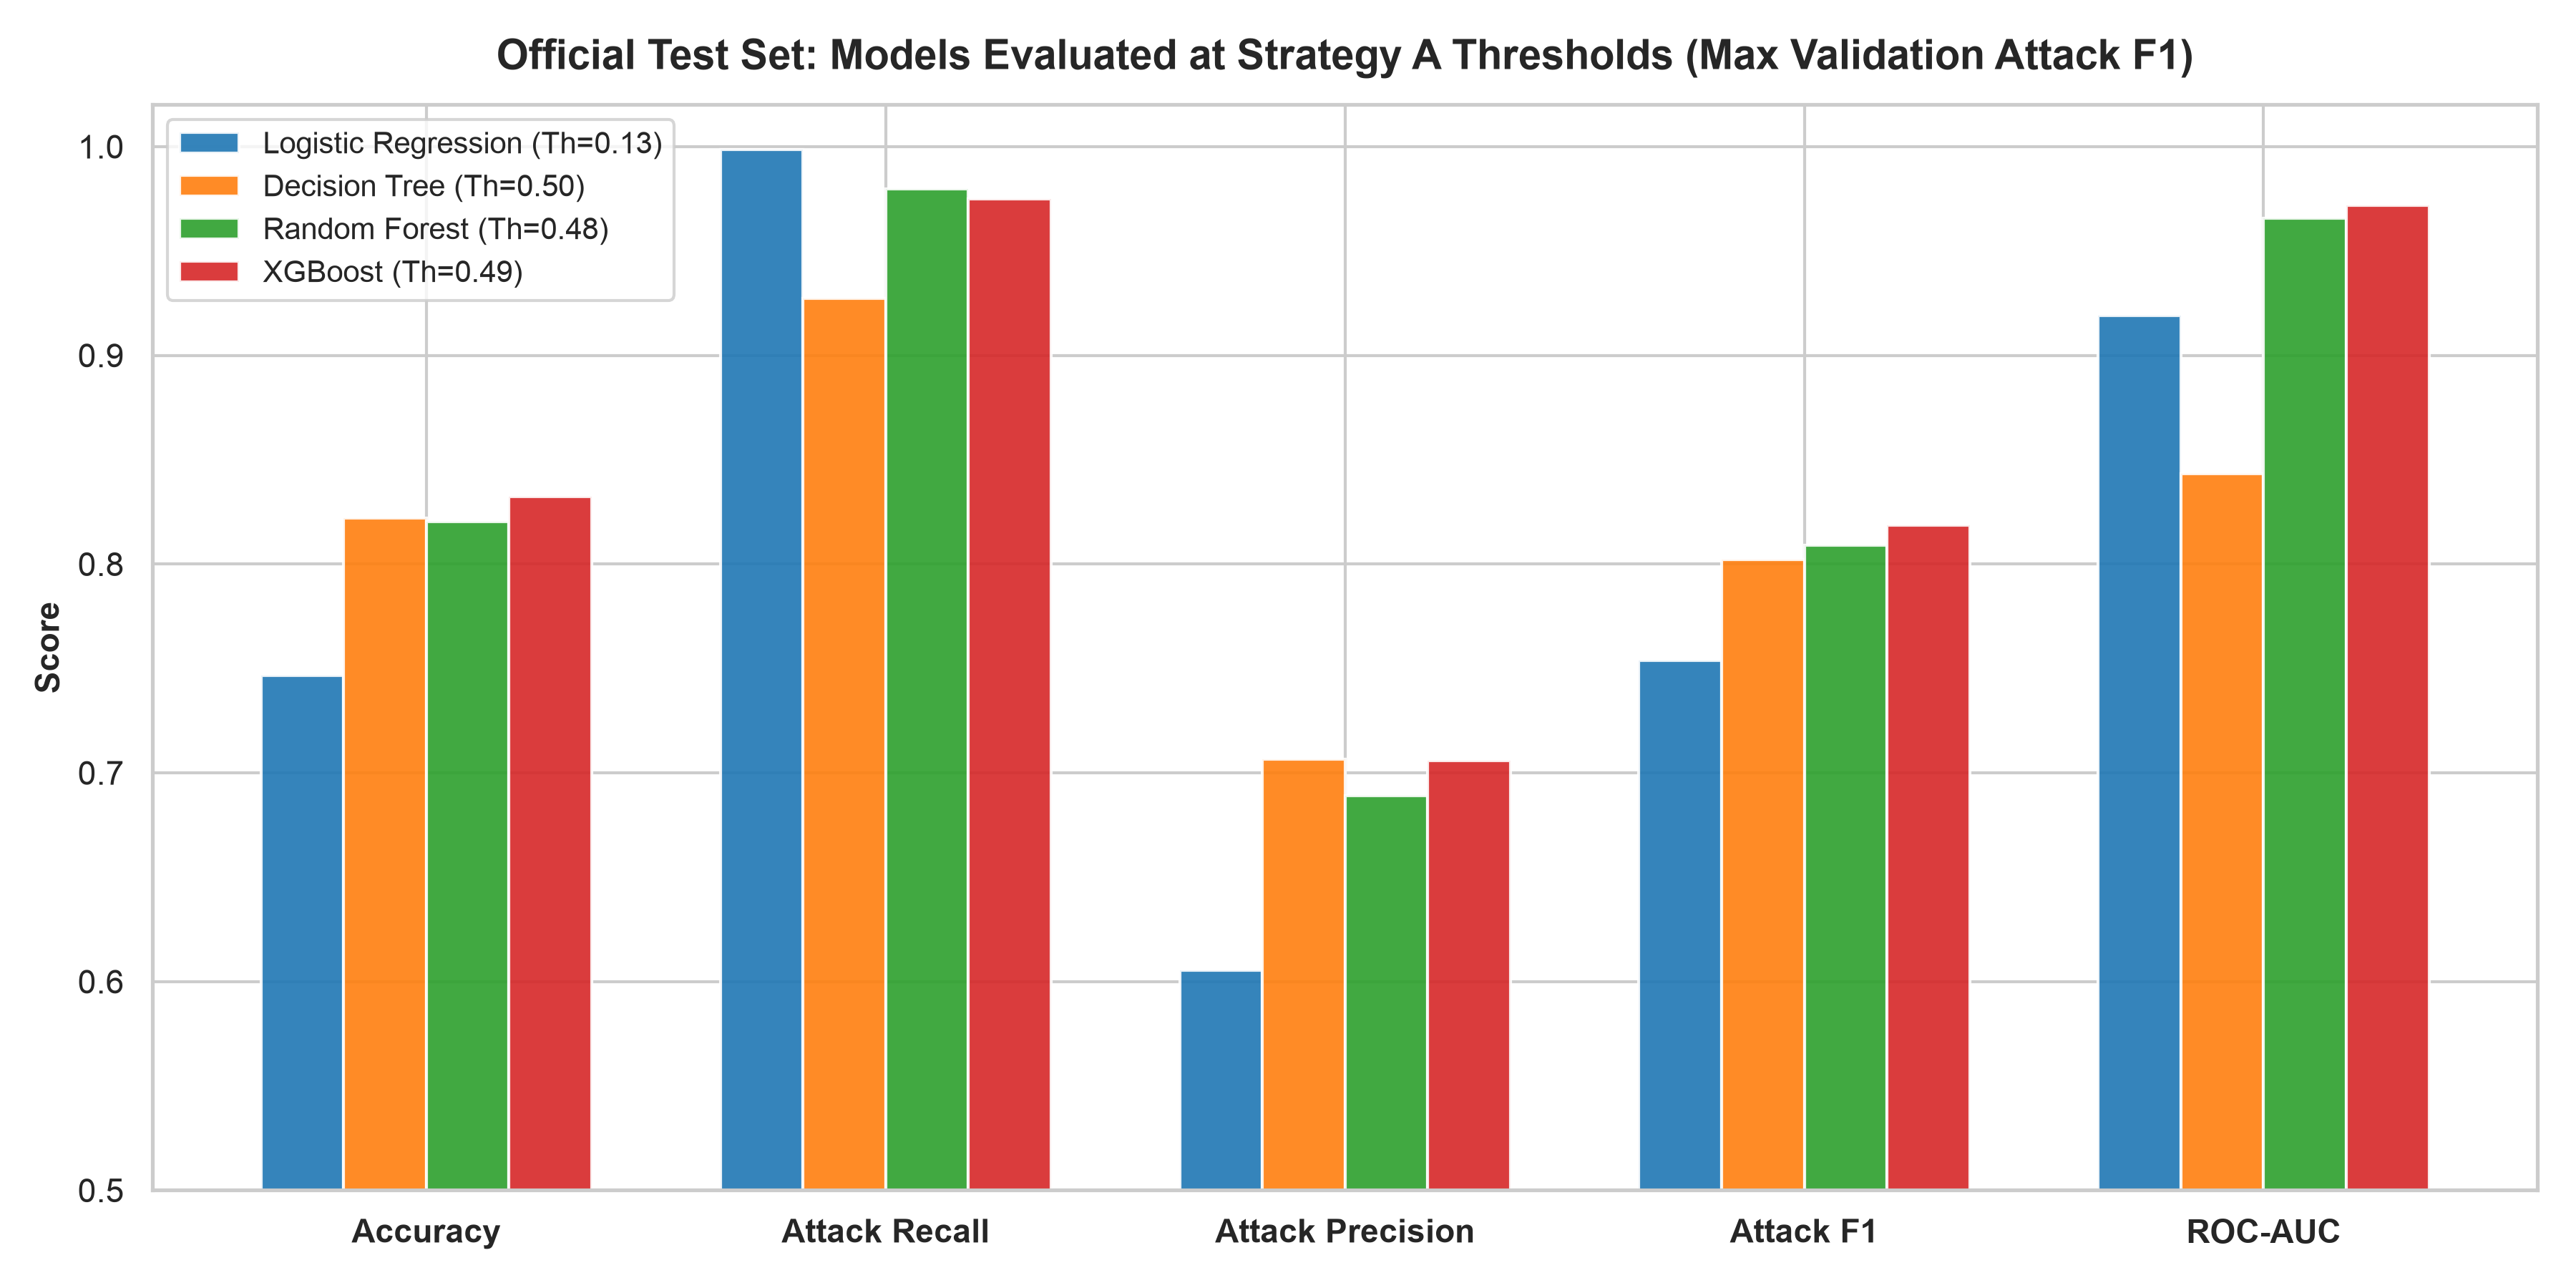 Official Test Set: Models Evaluated at Strategy A Thresholds (Max Validation Attack F1)
Logistic Regression (Th=0.13)
Decision Tree (Th=0.50)
Random Forest (Th=0.48)
XGBoost (Th=0.49)
1.0
0.9
0.8
0.7
0.6
0.5
Score
Accuracy
Attack Recall
Attack Precision
Attack F1
ROC-AUC